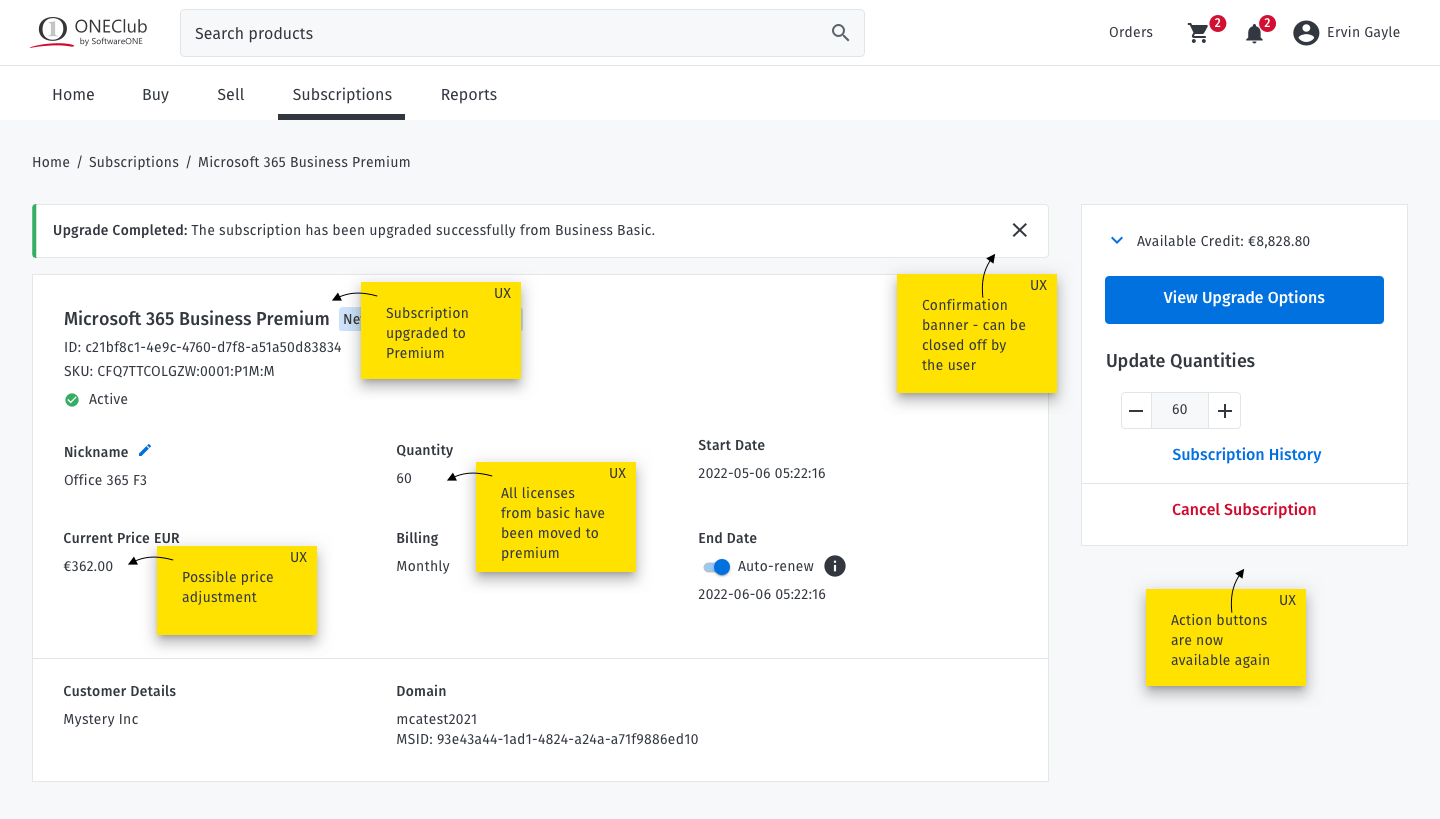 ONEClub
by SoftwareONE
Search products
Orders
2
2
Ervin Gayle
Home
Buy
Sell
Subscriptions
Reports
Home / Subscriptions / Microsoft 365 Business Premium
Upgrade Completed: The subscription has been upgraded successfully from Business Basic.
UX
Confirmation
banner - can be
closed off by
the user
Microsoft 365 Business Premium
UX
Subscription
upgraded to
Premium
ID: c21bf8c1-4e9c-4760-d7f8-a51a50d83834
SKU: CFQ7TTCOLGZW:0001:P1M:M
Active
Nickname
Office 365 F3
Quantity
60
UX
All licenses
from basic have
been moved to
premium
Start Date
2022-05-06 05:22:16
Current Price EUR
€362.00
UX
Possible price
adjustment
Billing
Monthly
End Date
Auto-renew
2022-06-06 05:22:16
Customer Details
Mystery Inc
Domain
mcatest2021
MSID: 93e43a44-1ad1-4824-a24a-a71f9886ed10
Available Credit: €8,828.80
View Upgrade Options
Update Quantities
60
Subscription History
Cancel Subscription
UX
Action buttons
are now
available again